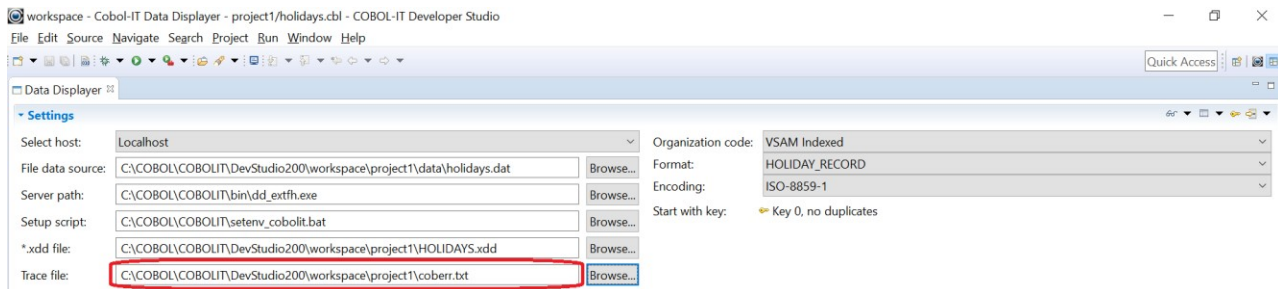 workspace - Cobol-IT Data Displayer - project1/holidays.cbl - COBOL-IT Developer Studio
File Edit Source Navigate Search Project Run Window Help
Quick Access
Data Displayer
Settings
Select host: Localhost Organization code: VSAM Indexed
File data source: C:\COBOL\COBOLIT\DevStudio200\workspace\project1\data\holidays.dat Browse... Format: HOLIDAY_RECORD
Server path: C:\COBOL\COBOLIT\bin\dd_extfh.exe Browse... Encoding: ISO-8859-1
Setup script: C:\COBOL\COBOLIT\setenv_cobolit.bat Browse... Start with key: Key 0, no duplicates
*.xdd file: C:\COBOL\COBOLIT\DevStudio200\workspace\project1\HOLIDAYS.xdd Browse...
Trace file: C:\COBOL\COBOLIT\DevStudio200\workspace\project1\coberr.txt Browse...